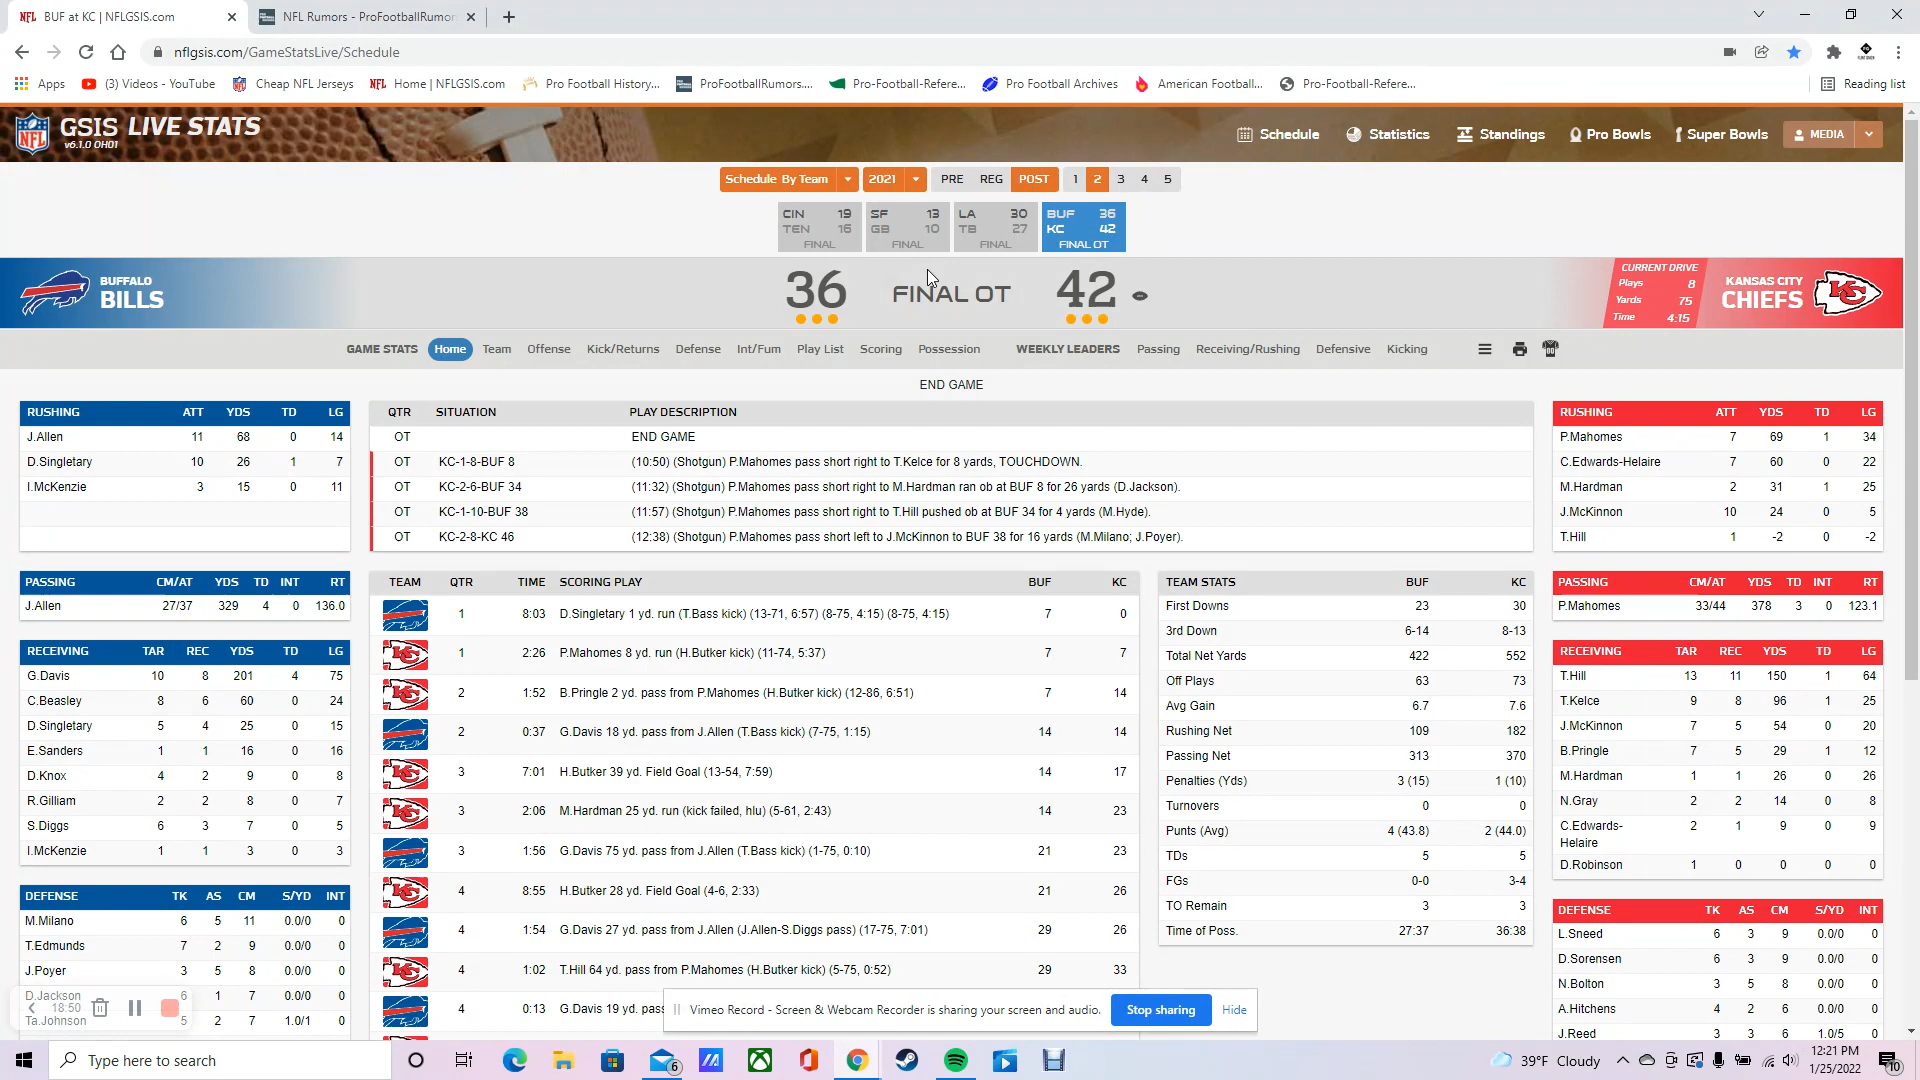 BUF at KC | NFLGSIS.com
NFL Rumors - ProFootballRumor
nflgsis.com/GameStatsLive/Schedule
Apps (3) Videos - YouTube Cheap NFL Jerseys Home | NFLGSIS.com Pro Football History... ProFootballRumors.... Pro-Football-Refere... Pro Football Archives American Football... Pro-Football-Refere... Reading list
GSIS LIVE STATS
v6.1.0 OH01
Schedule Statistics Standings Pro Bowls Super Bowls MEDIA
Schedule By Team 2021 PRE REG POST 1 2 3 4 5
CIN 19 SF 13 LA 30 BUF 36
TEN 16 GB 10 TB 27 KC 42
FINAL FINAL FINAL FINAL OT
BUFFALO BILLS 36 FINAL OT 42 KANSAS CITY CHIEFS
CURRENT DRIVE
Plays 8
Yards 75
Time 4:15
GAME STATS Home Team Offense Kick/Returns Defense Int/Fum Play List Scoring Possession WEEKLY LEADERS Passing Receiving/Rushing Defensive Kicking
END GAME
RUSHING ATT YDS TD LG
J.Allen 11 68 0 14
D.Singletary 10 26 1 7
I.McKenzie 3 15 0 11
QTR SITUATION PLAY DESCRIPTION
OT END GAME
OT KC-1-8-BUF 8 (10:50) (Shotgun) P.Mahomes pass short right to T.Kelce for 8 yards, TOUCHDOWN.
OT KC-2-6-BUF 34 (11:32) (Shotgun) P.Mahomes pass short right to M.Hardman ran ob at BUF 8 for 26 yards (D.Jackson).
OT KC-1-10-BUF 38 (11:57) (Shotgun) P.Mahomes pass short right to T.Hill pushed ob at BUF 34 for 4 yards (M.Hyde).
OT KC-2-8-KC 46 (12:38) (Shotgun) P.Mahomes pass short left to J.McKinnon to BUF 38 for 16 yards (M.Milano; J.Poyer).
RUSHING ATT YDS TD LG
P.Mahomes 7 69 1 34
C.Edwards-Helaire 7 60 0 22
M.Hardman 2 31 1 25
J.McKinnon 10 24 0 5
T.Hill 1 -2 0 -2
PASSING CM/AT YDS TD INT RT
J.Allen 27/37 329 4 0 136.0
RECEIVING TAR REC YDS TD LG
G.Davis 10 8 201 4 75
C.Beasley 8 6 60 0 24
D.Singletary 5 4 25 0 15
E.Sanders 1 1 16 0 16
D.Knox 4 2 9 0 8
R.Gilliam 2 2 8 0 7
S.Diggs 6 3 7 0 5
I.McKenzie 1 1 3 0 3
DEFENSE TK AS CM S/YD INT
M.Milano 6 5 11 0.0/0 0
T.Edmunds 7 2 9 0.0/0 0
J.Poyer 3 5 8 0.0/0 0
D.Jackson 6 1 7 0.0/0 0
Ta.Johnson 5 2 7 1.0/1 0
18:50
TEAM QTR TIME SCORING PLAY BUF KC
1 8:03 D.Singletary 1 yd. run (T.Bass kick) (13-71, 6:57) (8-75, 4:15) (8-75, 4:15) 7 0
1 2:26 P.Mahomes 8 yd. run (H.Butker kick) (11-74, 5:37) 7 7
2 1:52 B.Pringle 2 yd. pass from P.Mahomes (H.Butker kick) (12-86, 6:51) 7 14
2 0:37 G.Davis 18 yd. pass from J.Allen (T.Bass kick) (7-75, 1:15) 14 14
3 7:01 H.Butker 39 yd. Field Goal (13-54, 7:59) 14 17
3 2:06 M.Hardman 25 yd. run (kick failed, hlu) (5-61, 2:43) 14 23
3 1:56 G.Davis 75 yd. pass from J.Allen (T.Bass kick) (1-75, 0:10) 21 23
4 8:55 H.Butker 28 yd. Field Goal (4-6, 2:33) 21 26
4 1:54 G.Davis 27 yd. pass from J.Allen (J.Allen-S.Diggs pass) (17-75, 7:01) 29 26
4 1:02 T.Hill 64 yd. pass from P.Mahomes (H.Butker kick) (5-75, 0:52) 29 33
4 0:13 G.Davis 19 yd. pass
TEAM STATS BUF KC
First Downs 23 30
3rd Down 6-14 8-13
Total Net Yards 422 552
Off Plays 63 73
Avg Gain 6.7 7.6
Rushing Net 109 182
Passing Net 313 370
Penalties (Yds) 3 (15) 1 (10)
Turnovers 0 0
Punts (Avg) 4 (43.8) 2 (44.0)
TDs 5 5
FGs 0-0 3-4
TO Remain 3 3
Time of Poss. 27:37 36:38
PASSING CM/AT YDS TD INT RT
P.Mahomes 33/44 378 3 0 123.1
RECEIVING TAR REC YDS TD LG
T.Hill 13 11 150 1 64
T.Kelce 9 8 96 1 25
J.McKinnon 7 5 54 0 20
B.Pringle 7 5 29 1 12
M.Hardman 1 1 26 0 26
N.Gray 2 2 14 0 8
C.Edwards-Helaire 2 1 9 0 9
D.Robinson 1 0 0 0 0
DEFENSE TK AS CM S/YD INT
L.Sneed 6 3 9 0.0/0 0
D.Sorensen 6 3 9 0.0/0 0
N.Bolton 3 5 8 0.0/0 0
A.Hitchens 4 2 6 0.0/0 0
J.Reed 3 3 6 1.0/5 0
Vimeo Record - Screen & Webcam Recorder is sharing your screen and audio. Stop sharing Hide
Type here to search
6
39°F Cloudy
12:21 PM
1/25/2022
10